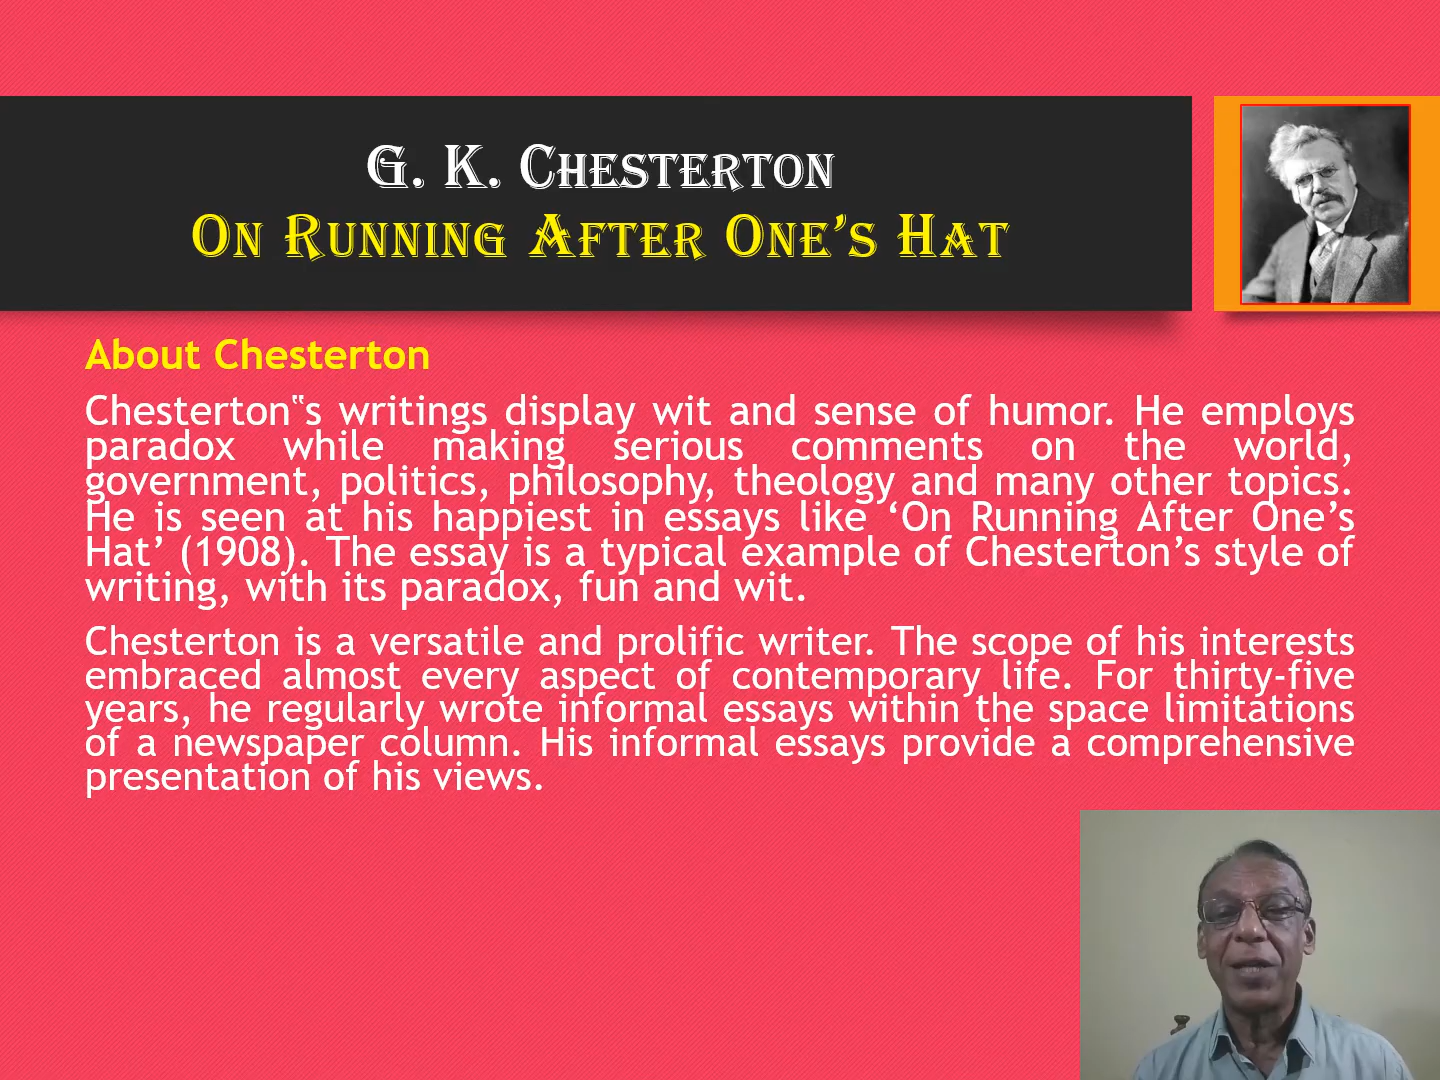 G. K. Chesterton
On Running After One’s Hat
About Chesterton
Chesterton‟s writings display wit and sense of humor. He employs
paradox while making serious comments on the world,
government, politics, philosophy, theology and many other topics.
He is seen at his happiest in essays like ‘On Running After One’s
Hat’ (1908). The essay is a typical example of Chesterton’s style of
writing, with its paradox, fun and wit.
Chesterton is a versatile and prolific writer. The scope of his interests
embraced almost every aspect of contemporary life. For thirty-five
years, he regularly wrote informal essays within the space limitations
of a newspaper column. His informal essays provide a comprehensive
presentation of his views.